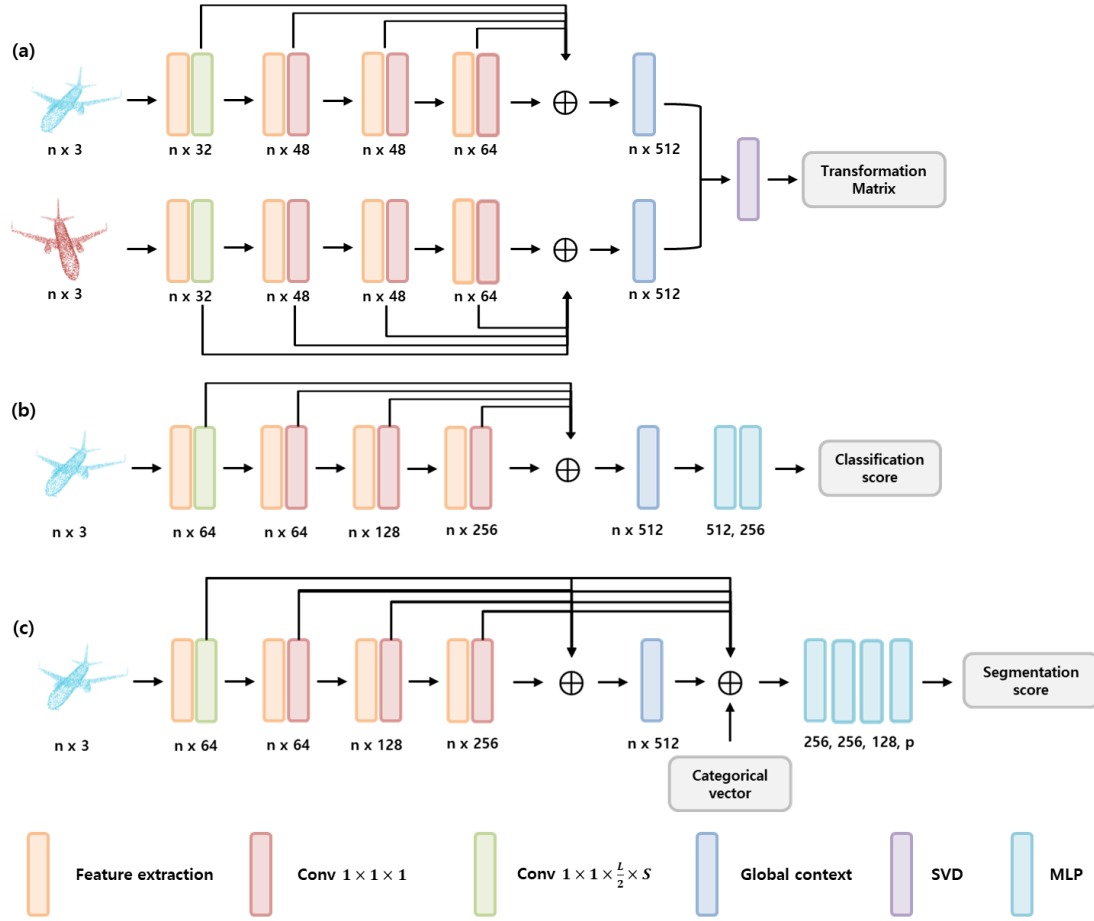 (a)
n x 3
n x 32
n x 48
n x 48
n x 64
n x 512
Transformation
Matrix
n x 3
n x 32
n x 48
n x 48
n x 64
n x 512
(b)
n x 3
n x 64
n x 64
n x 128
n x 256
n x 512
512, 256
Classification
score
(c)
n x 3
n x 64
n x 64
n x 128
n x 256
n x 512
Categorical
vector
256, 256, 128, p
Segmentation
score
Feature extraction
Conv 1 × 1 × 1
Conv 1 × 1 × L/2 × S
Global context
SVD
MLP